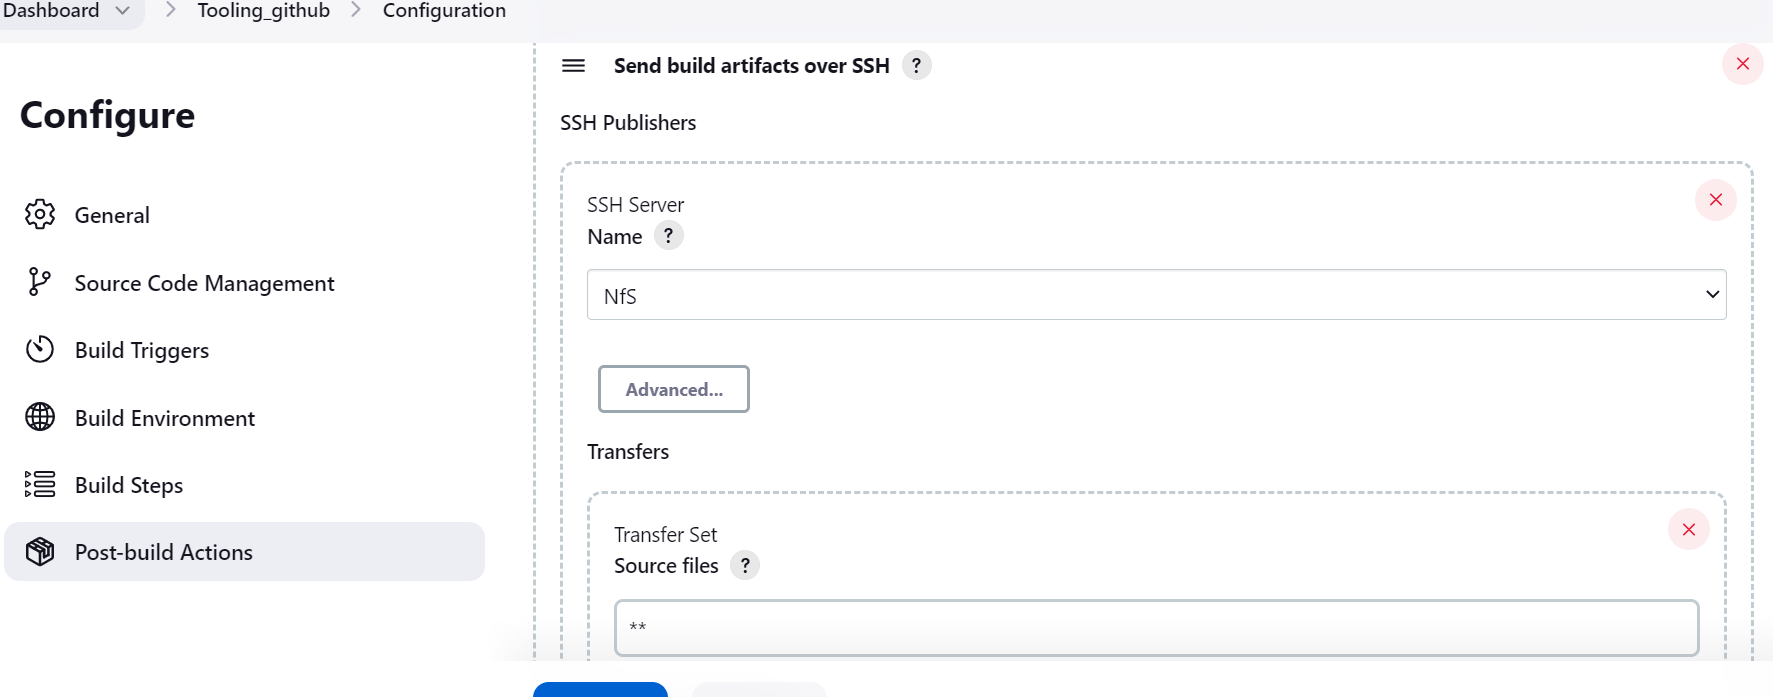 Dashboard Tooling_github Configuration
Send build artifacts over SSH ?
Configure
SSH Publishers
General
Source Code Management
Build Triggers
Build Environment
Build Steps
Post-build Actions
SSH Server
Name ?
NfS
Advanced...
Transfers
Transfer Set
Source files ?
**